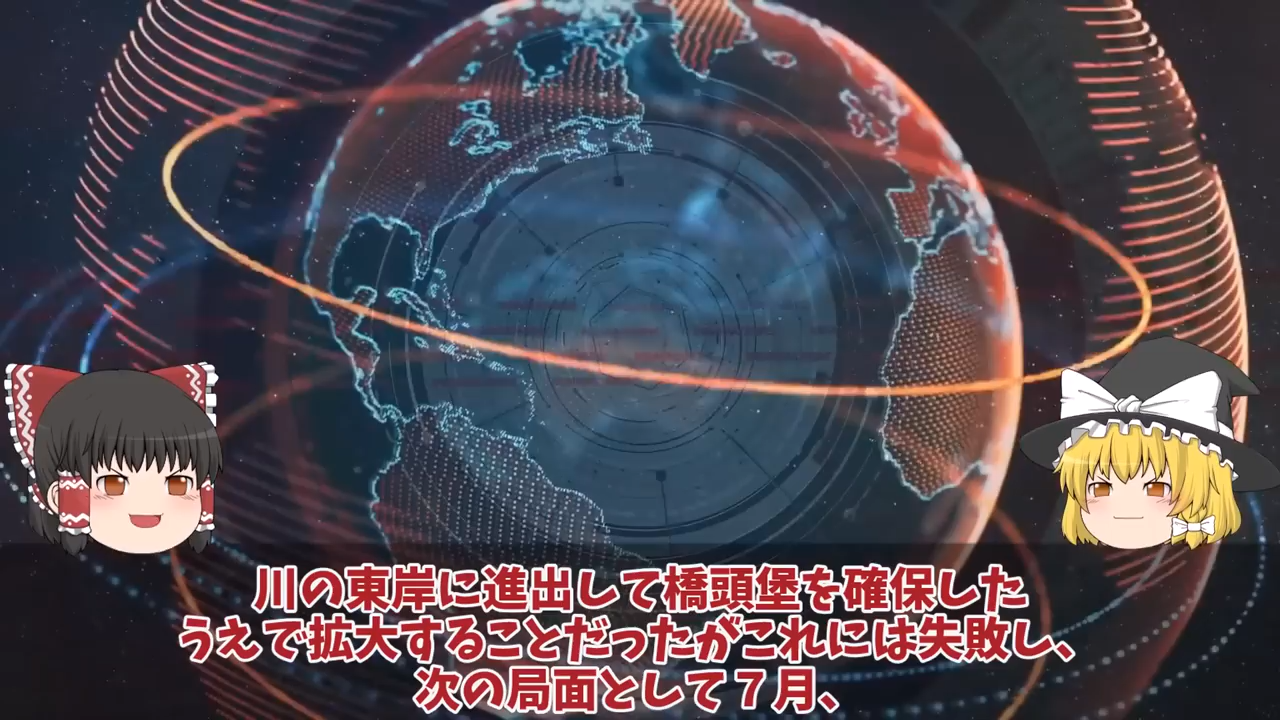 川の東岸に進出して橋頭堡を確保した
うえで拡大することだったがこれには失敗し、
次の局面として７月、